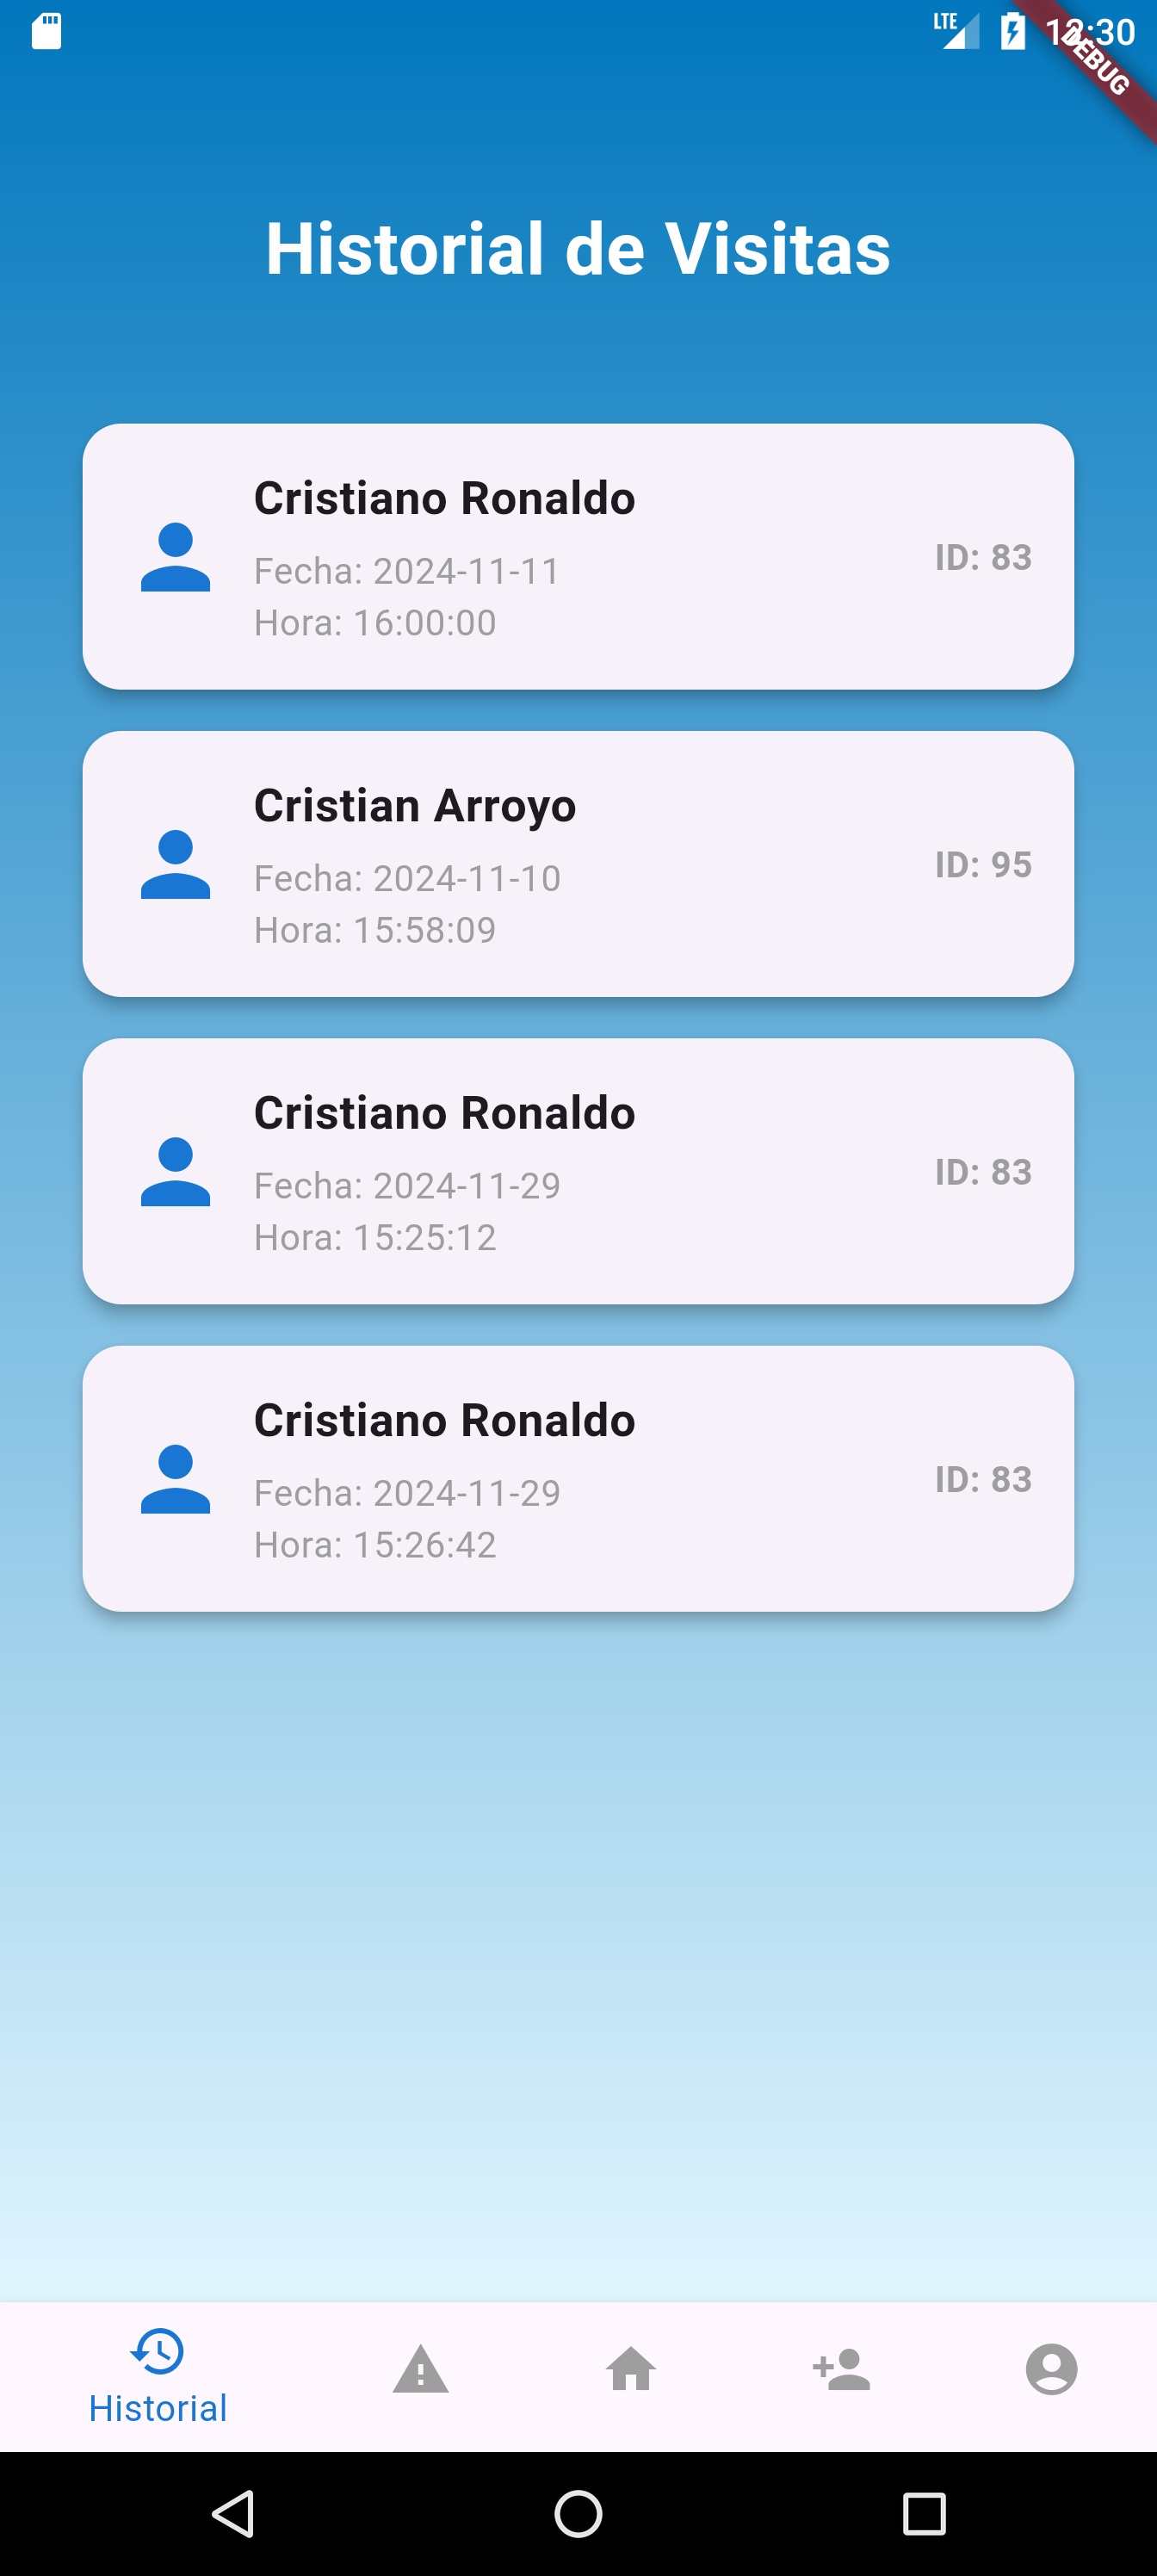 LTE
12:30
DEBUG
Historial de Visitas
Cristiano Ronaldo
Fecha: 2024-11-11
Hora: 16:00:00
ID: 83
Cristian Arroyo
Fecha: 2024-11-10
Hora: 15:58:09
ID: 95
Cristiano Ronaldo
Fecha: 2024-11-29
Hora: 15:25:12
ID: 83
Cristiano Ronaldo
Fecha: 2024-11-29
Hora: 15:26:42
ID: 83
Historial